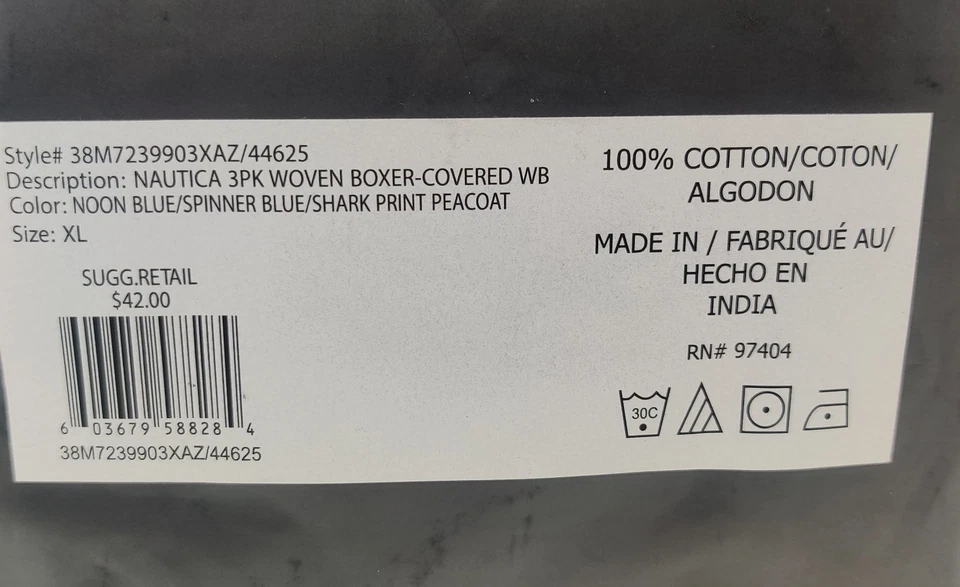 Style# 38M7239903XAZ/44625
Description: NAUTICA 3PK WOVEN BOXER-COVERED WB
Color: NOON BLUE/SPINNER BLUE/SHARK PRINT PEACOAT
Size: XL
SUGG.RETAIL
$42.00
6 03679 58828 4
38M7239903XAZ/44625
100% COTTON/COTON/
ALGODON
MADE IN / FABRIQUÉ AU/
HECHO EN
INDIA
RN# 97404
30C